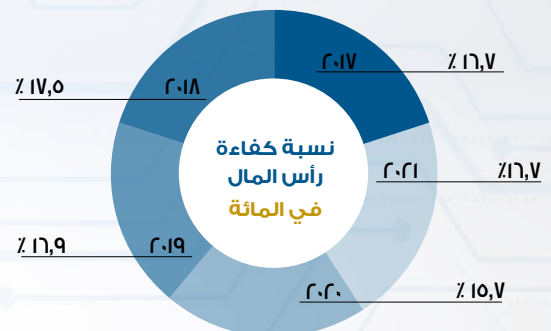 ٢٠١٧ ١٦,٧ ٪
٢٠١٨ ١٧,٥ ٪
نسبة كفاءة
رأس المال
في المائة
٢٠٢١ ١٦,٧٪
٢٠١٩ ١٦,٩ ٪
٢٠٢٠ ١٥,٧ ٪